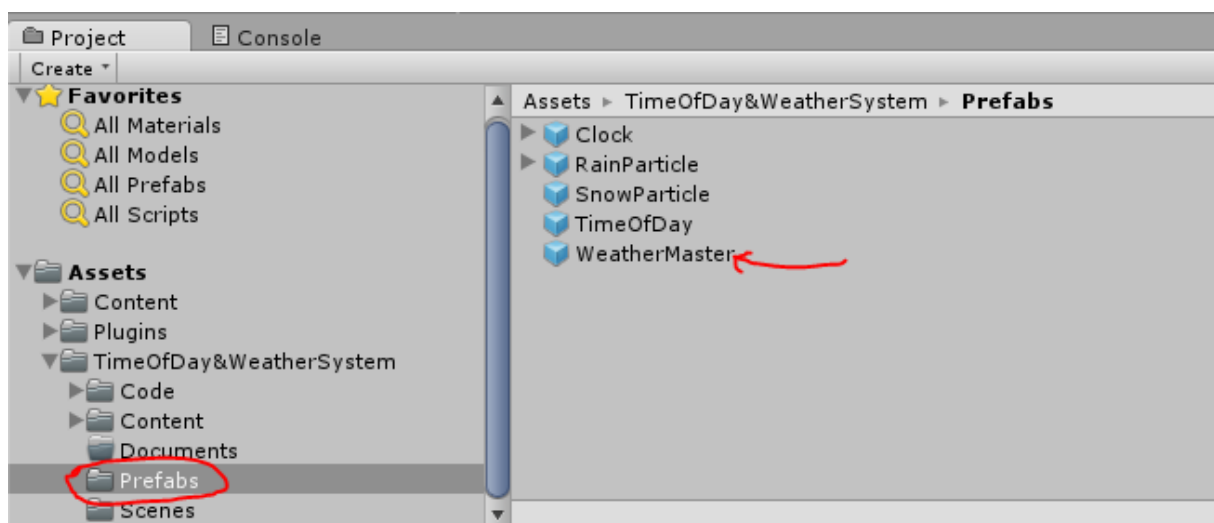 Project Console
Create
Favorites
All Materials
All Models
All Prefabs
All Scripts
Assets
Content
Plugins
TimeOfDay&WeatherSystem
Code
Content
Documents
Prefabs
Scenes
Assets TimeOfDay&WeatherSystem Prefabs
Clock
RainParticle
SnowParticle
TimeOfDay
WeatherMaster